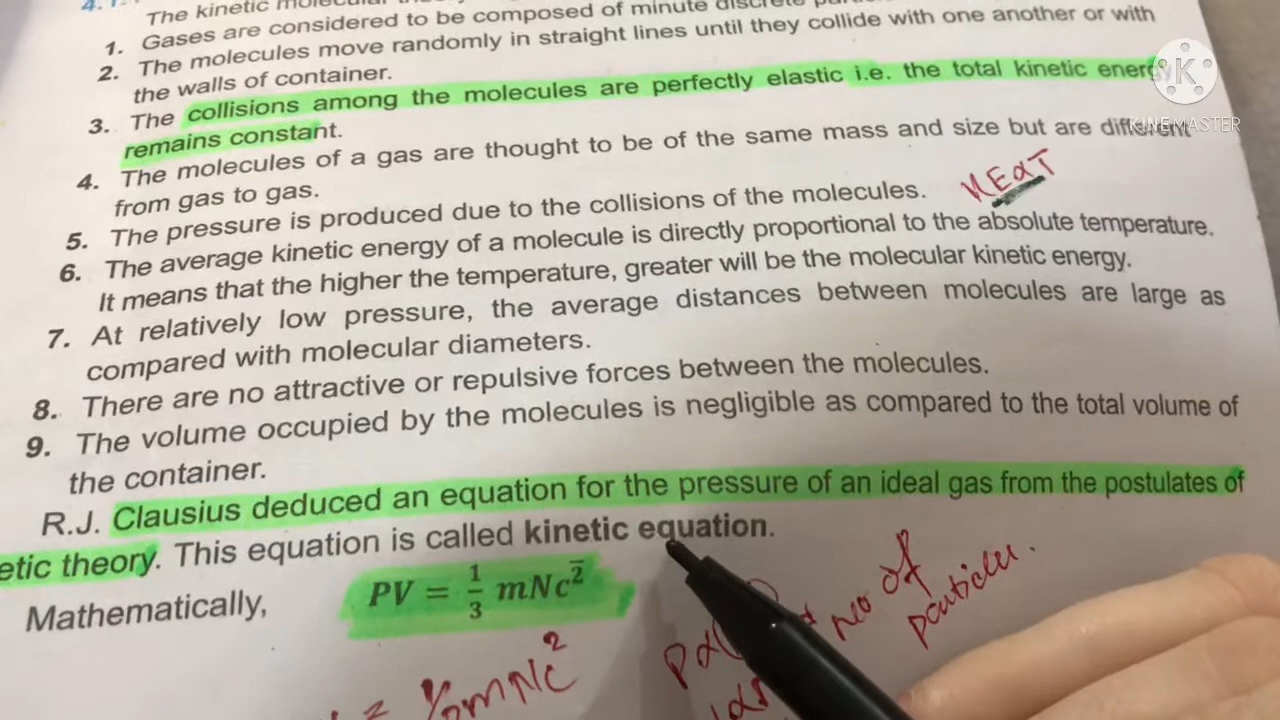 4.1.
The kinetic molecular
1. Gases are considered to be composed of minute discrete
2. The molecules move randomly in straight lines until they collide with one another or with
the walls of container.
3. The collisions among the molecules are perfectly elastic i.e. the total kinetic energy
remains constant.
4. The molecules of a gas are thought to be of the same mass and size but are different
from gas to gas.
5. The pressure is produced due to the collisions of the molecules.
KEαT
6. The average kinetic energy of a molecule is directly proportional to the absolute temperature.
It means that the higher the temperature, greater will be the molecular kinetic energy.
7. At relatively low pressure, the average distances between molecules are large as
compared with molecular diameters.
8. There are no attractive or repulsive forces between the molecules.
9. The volume occupied by the molecules is negligible as compared to the total volume of
the container.
R.J. Clausius deduced an equation for the pressure of an ideal gas from the postulates of
etic theory. This equation is called kinetic equation.
Mathematically, PV = 1/3 mNc̅²
= 1/3 mNc²
Pα
no of
particles.
K
KINEMASTER